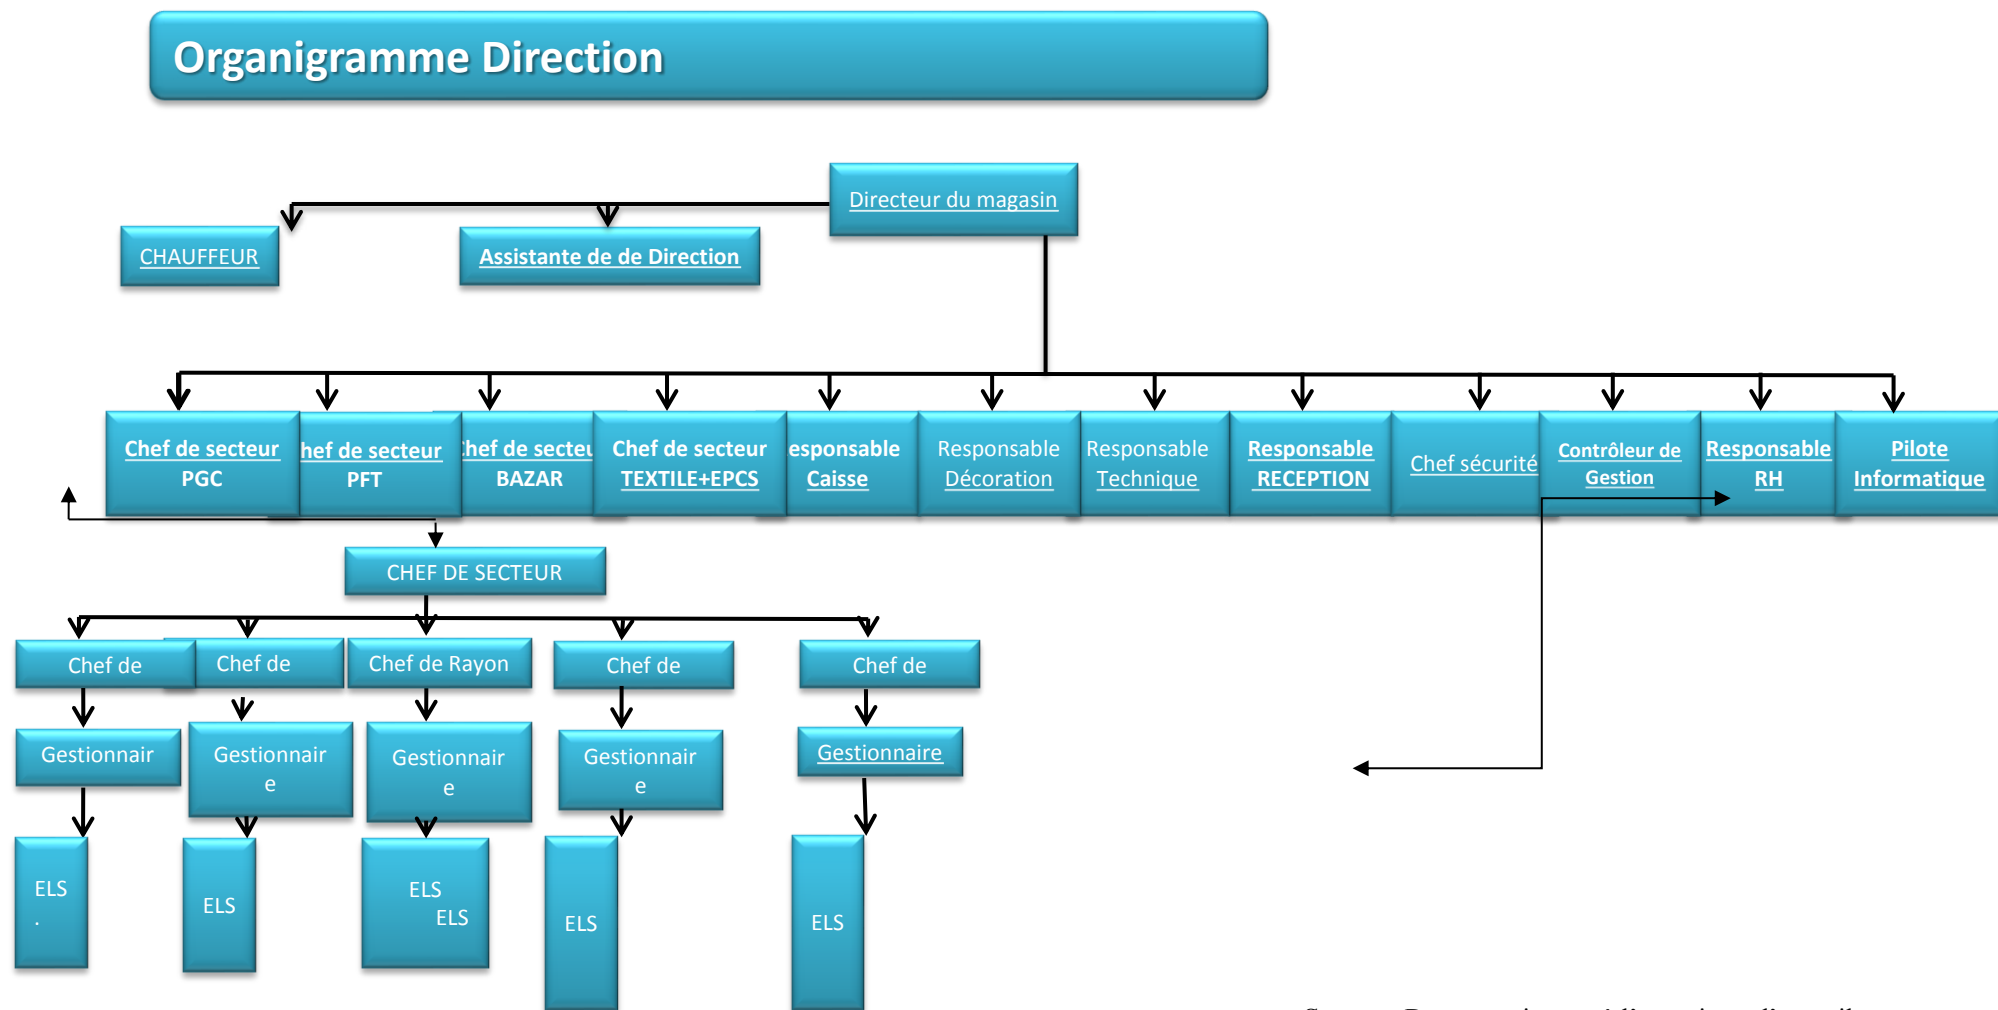 Organigramme Direction
Directeur du magasin
CHAUFFEUR
Assistante de de Direction
Chef de secteur
PGC
hef de secteur
PFT
hef de secteu
BAZAR
Chef de secteur
TEXTILE+EPCS
esponsable
Caisse
Responsable
Décoration
Responsable
Technique
Responsable
RECEPTION
Chef sécurité
Contrôleur de
Gestion
Responsable
RH
Pilote
Informatique
CHEF DE SECTEUR
Chef de
Chef de
Chef de Rayon
Chef de
Chef de
Gestionnair
Gestionnair
e
Gestionnair
e
Gestionnair
e
Gestionnaire
ELS
.
ELS
ELS
ELS
ELS
ELS